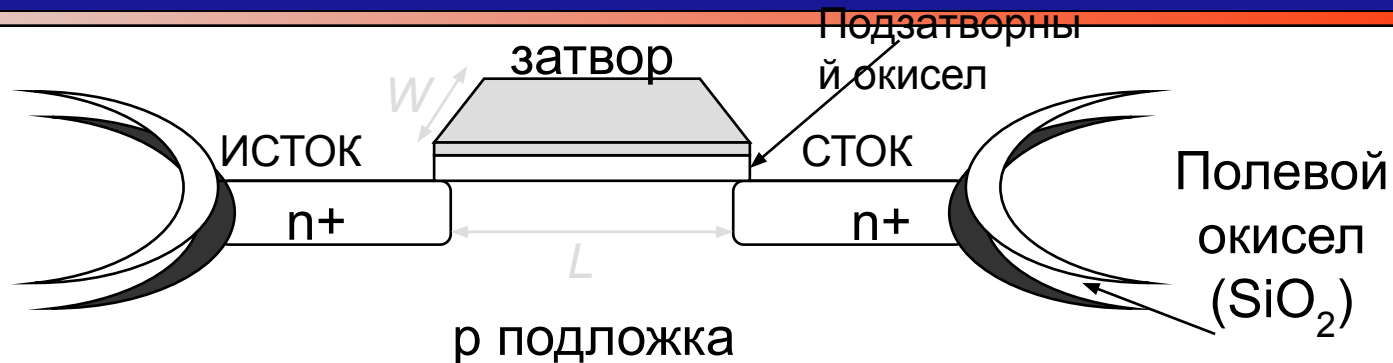 Подзатворны
й окисел
затвор
W
ИСТОК
СТОК
n+
n+
L
Полевой
окисел
(SiO₂)
р подложка